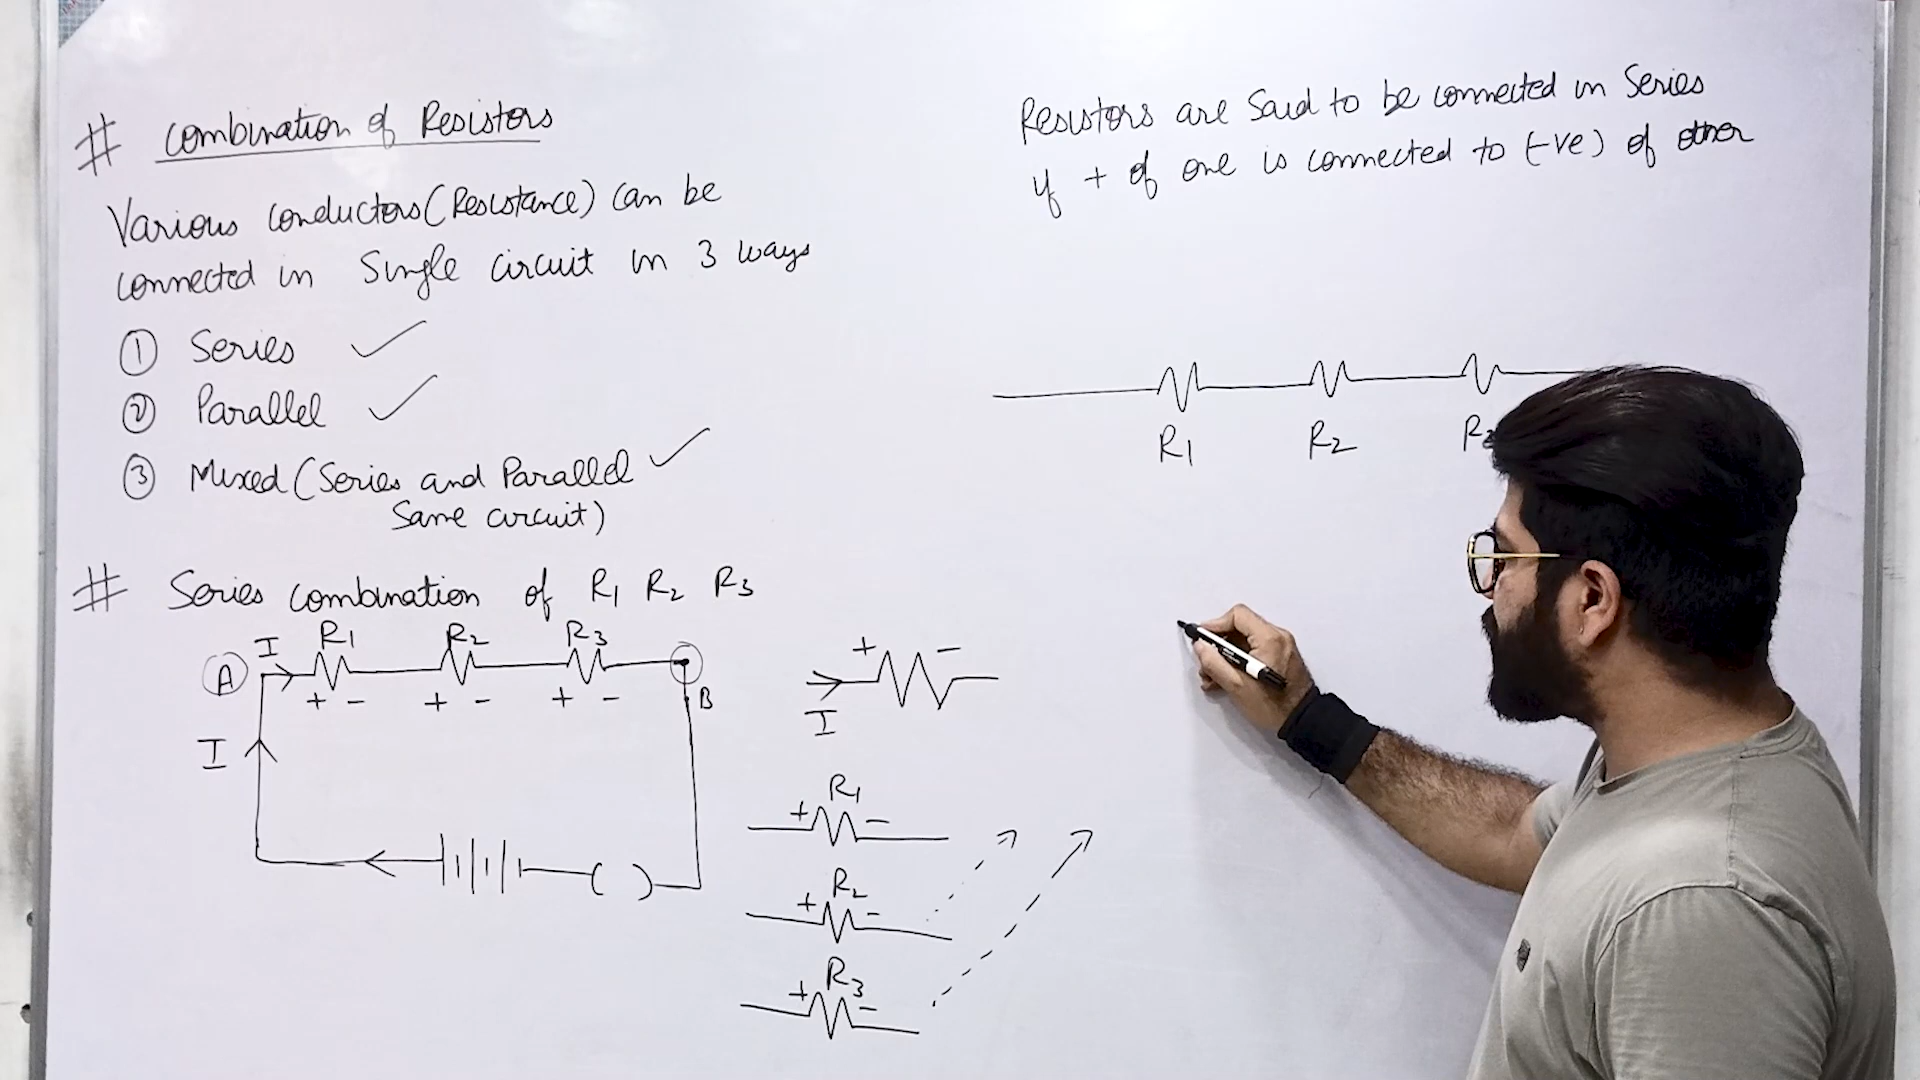 # Combination of Resistors
Various conductors (Resistance) can be
connected in Single circuit in 3 ways
① Series ✓
② Parallel ✓
③ Mixed (Series and Parallel ✓
Same circuit)
# Series combination of R1 R2 R3
R1 R2 R3
A I
+ - + - + -
B
I
+ -
I
R1
+ -
R2
+ -
R3
+ -
Resistors are Said to be connected in Series
if + of one is connected to (-ve) of other
R1 R2